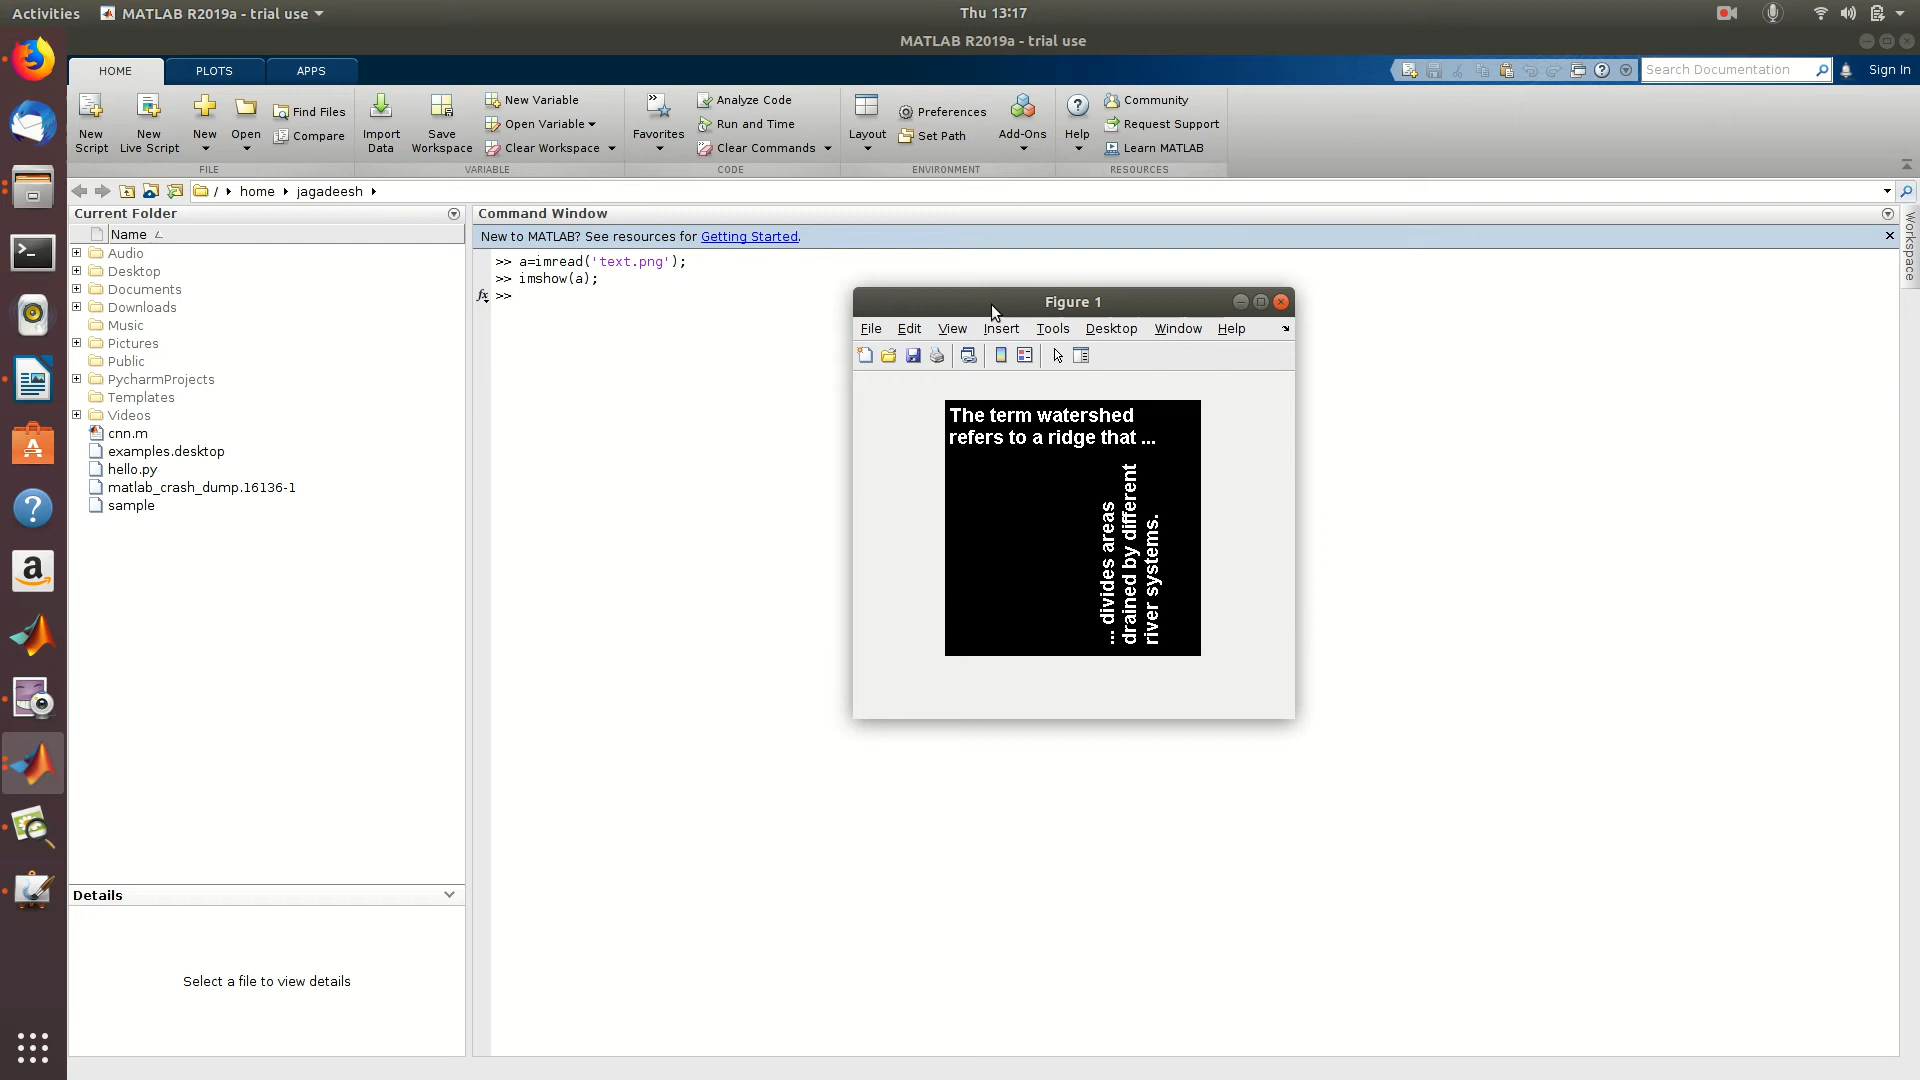 Activities
MATLAB R2019a - trial use
Thu 13:17
MATLAB R2019a - trial use
HOME
PLOTS
APPS
Search Documentation
Sign In
New Script
New Live Script
New
Open
Find Files
Compare
FILE
Import Data
Save Workspace
New Variable
Open Variable
Clear Workspace
VARIABLE
Favorites
Analyze Code
Run and Time
Clear Commands
CODE
Layout
Preferences
Set Path
Add-Ons
ENVIRONMENT
Help
Community
Request Support
Learn MATLAB
RESOURCES
/ home jagadeesh
Current Folder
Name
Audio
Desktop
Documents
Downloads
Music
Pictures
Public
PycharmProjects
Templates
Videos
cnn.m
examples.desktop
hello.py
matlab_crash_dump.16136-1
sample
Details
Select a file to view details
Command Window
New to MATLAB? See resources for Getting Started.
>> a=imread('text.png');
>> imshow(a);
fx >>
Workspace
Figure 1
File Edit View Insert Tools Desktop Window Help
The term watershed
refers to a ridge that ...
... divides areas
drained by different
river systems.